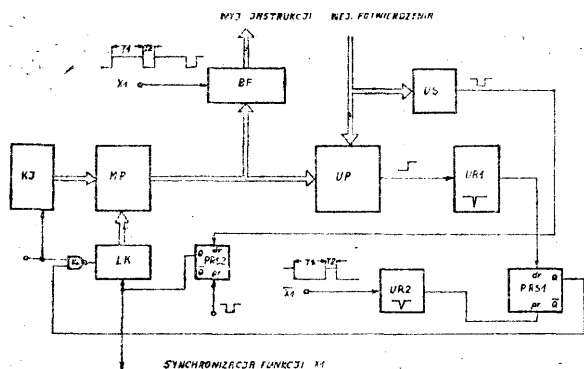 WYJ. INSTRUKCJI WEJ. POTWIERDZENIA
T1 T2
X1
BF
US
KJ
MP
UP
UR1
LK
Q dr
PRS2
Q̅ pr
T1 T2
X̅1
UR2
dr Q
PRS1
pr Q̅
SYNCHRONIZACJA FUNKCJI X1